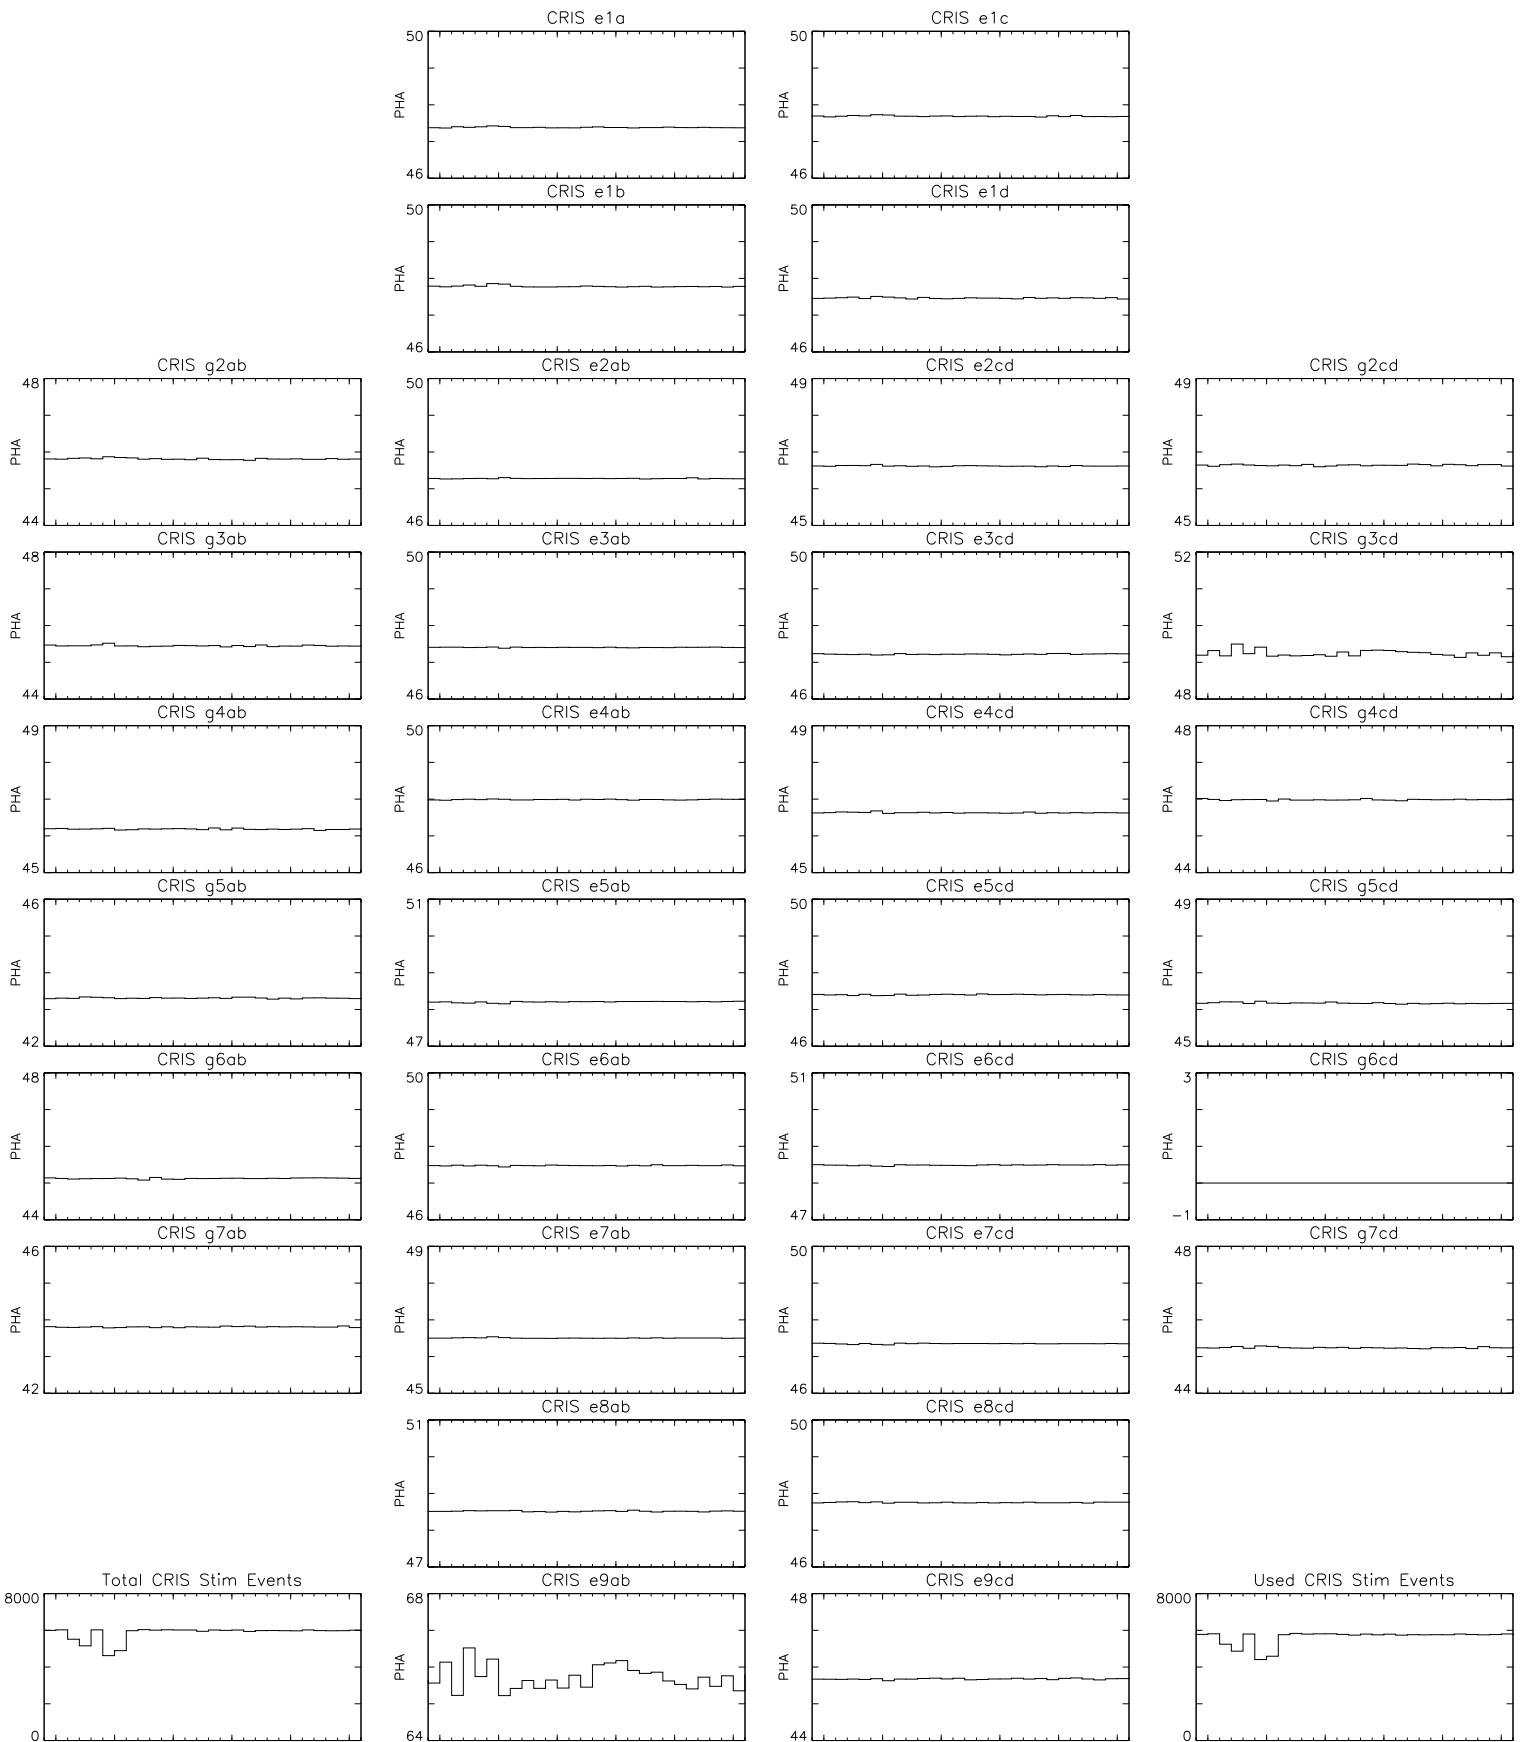 CRIS e1a
CRIS e1c
50
PHA
46
50
PHA
46
CRIS e1b
CRIS e1d
50
PHA
46
50
PHA
46
CRIS g2ab
CRIS e2ab
CRIS e2cd
CRIS g2cd
48
PHA
44
50
PHA
46
49
PHA
45
49
PHA
45
CRIS g3ab
CRIS e3ab
CRIS e3cd
CRIS g3cd
48
PHA
44
50
PHA
46
50
PHA
46
52
PHA
48
CRIS g4ab
CRIS e4ab
CRIS e4cd
CRIS g4cd
49
PHA
45
50
PHA
46
49
PHA
45
48
PHA
44
CRIS g5ab
CRIS e5ab
CRIS e5cd
CRIS g5cd
46
PHA
42
51
PHA
47
50
PHA
46
49
PHA
45
CRIS g6ab
CRIS e6ab
CRIS e6cd
CRIS g6cd
48
PHA
44
50
PHA
46
51
PHA
47
3
PHA
-1
CRIS g7ab
CRIS e7ab
CRIS e7cd
CRIS g7cd
46
PHA
42
49
PHA
45
50
PHA
46
48
PHA
44
CRIS e8ab
CRIS e8cd
51
PHA
47
50
PHA
46
Total CRIS Stim Events
CRIS e9ab
CRIS e9cd
Used CRIS Stim Events
8000
0
68
PHA
64
48
PHA
44
8000
0